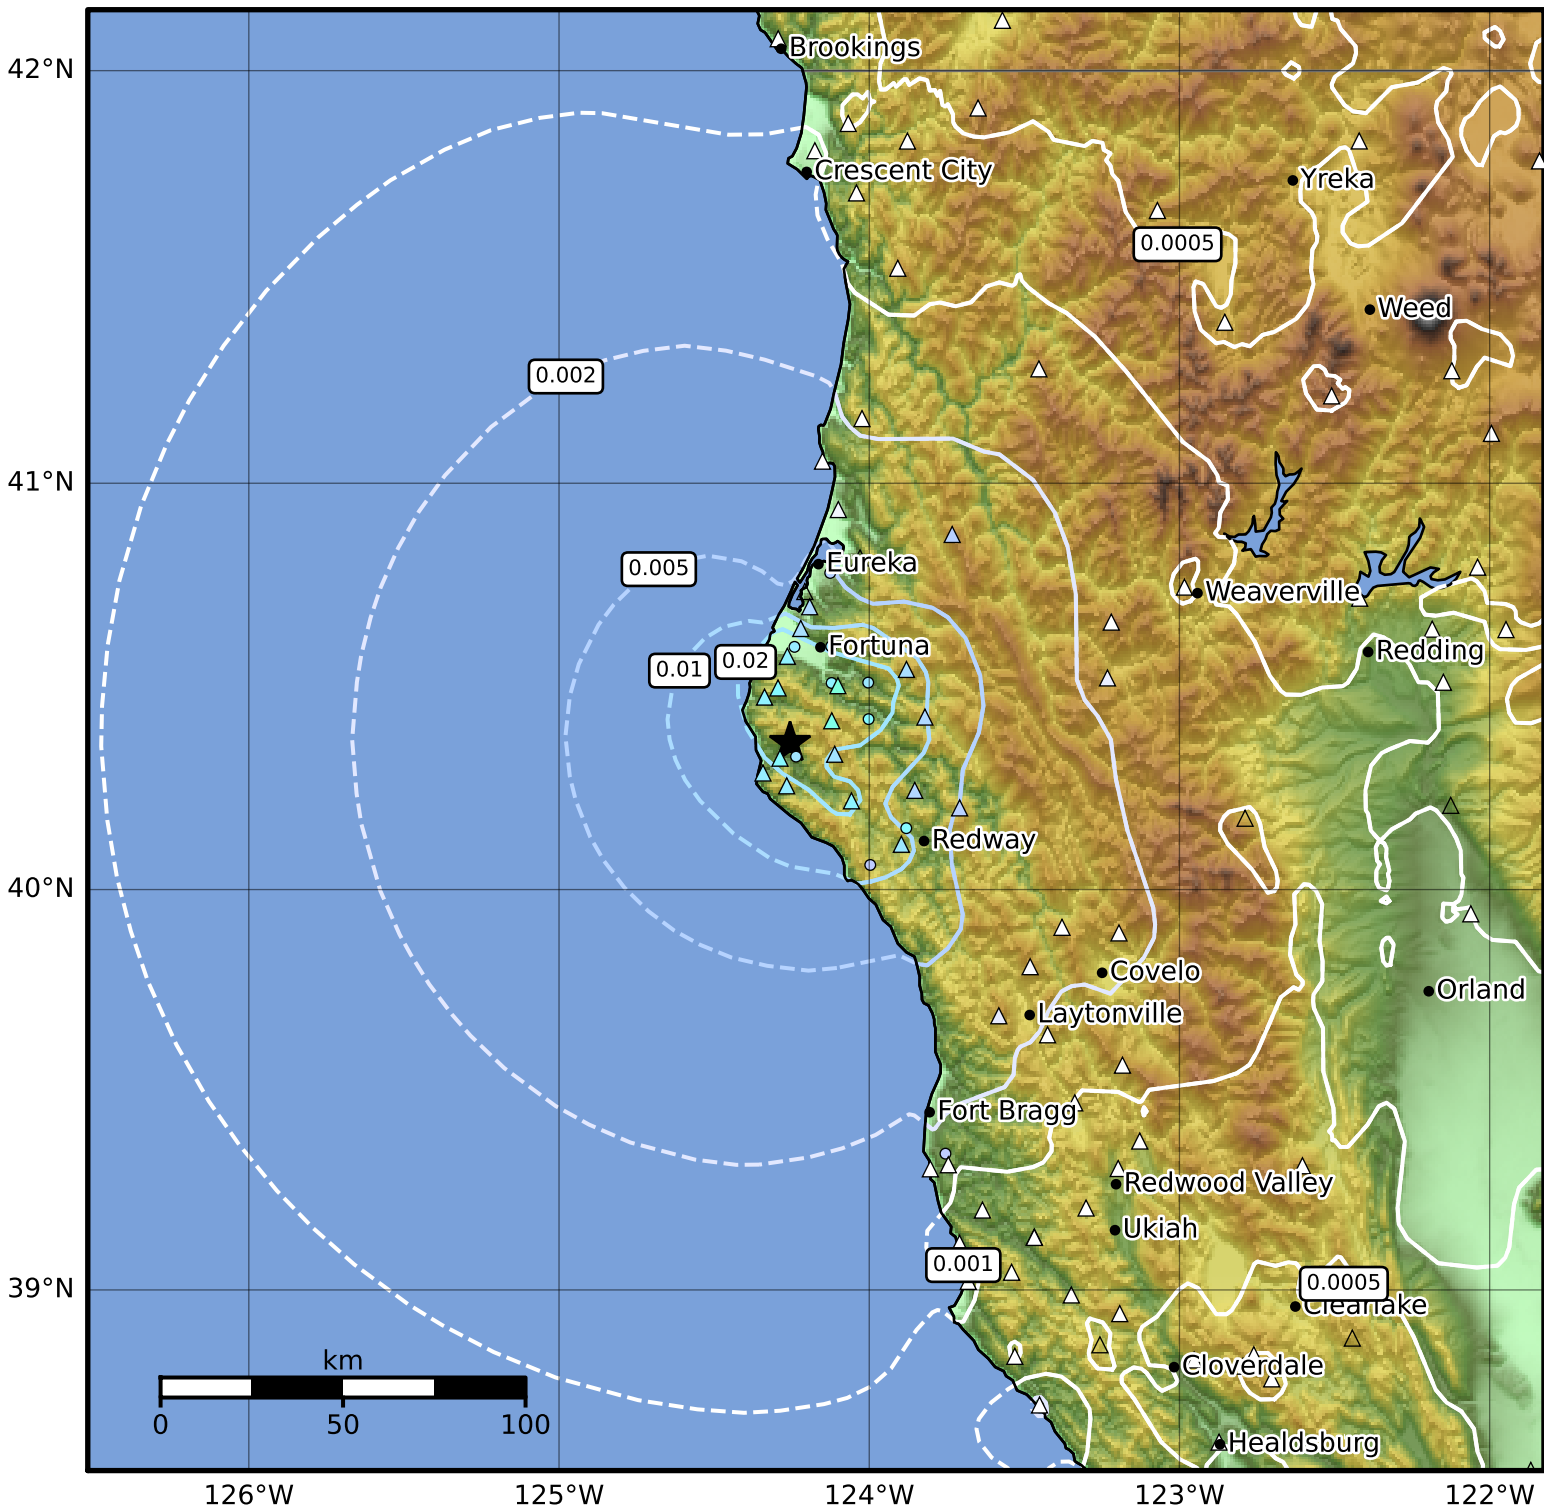 42°N
Brookings
Crescent City
Yreka
0.0005
Weed
0.002
41°N
0.005
Eureka
Weaverville
Fortuna
Redding
0.02
0.01
Redway
40°N
Covelo
Orland
Laytonville
Fort Bragg
Redwood Valley
Ukiah
0.001
39°N
0.0005
Clearlake
km
Cloverdale
0 50 100
Healdsburg
126°W 125°W 124°W 123°W 122°W